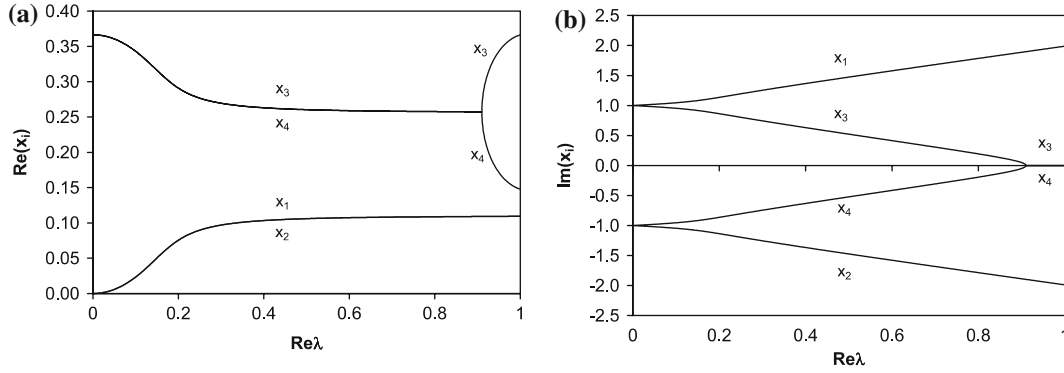 (a)
0.40
0.35
0.30
0.25
0.20
0.15
0.10
0.05
0.00
Re(xᵢ)
x₃
x₃
x₄
x₄
x₁
x₂
0 0.2 0.4 0.6 0.8 1
Reλ
(b)
2.5
2.0
1.5
1.0
0.5
0.0
-0.5
-1.0
-1.5
-2.0
-2.5
Im(xᵢ)
x₁
x₃
x₃
x₄
x₄
x₂
0 0.2 0.4 0.6 0.8 1
Reλ